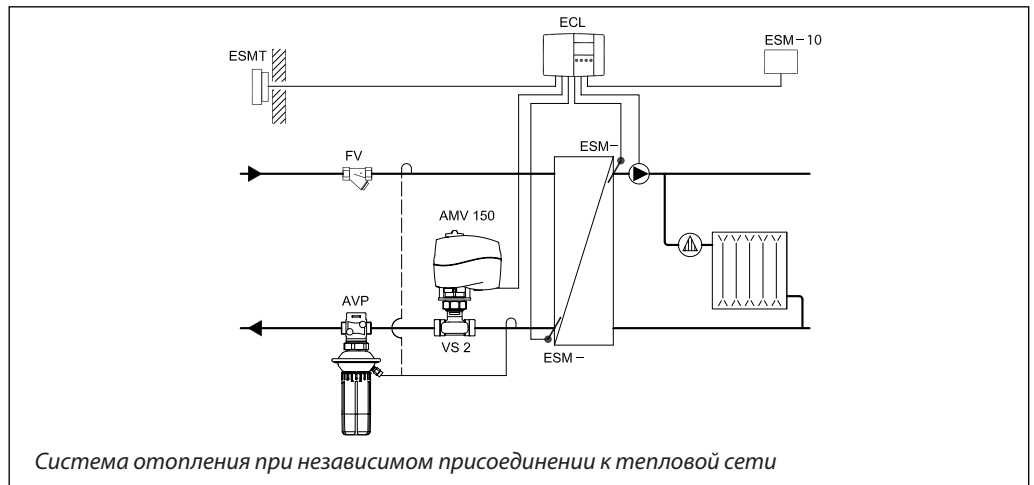 ECL
ESMT
ESM–10
FV
ESM–
AMV 150
AVP
VS 2
ESM–
Система отопления при независимом присоединении к тепловой сети